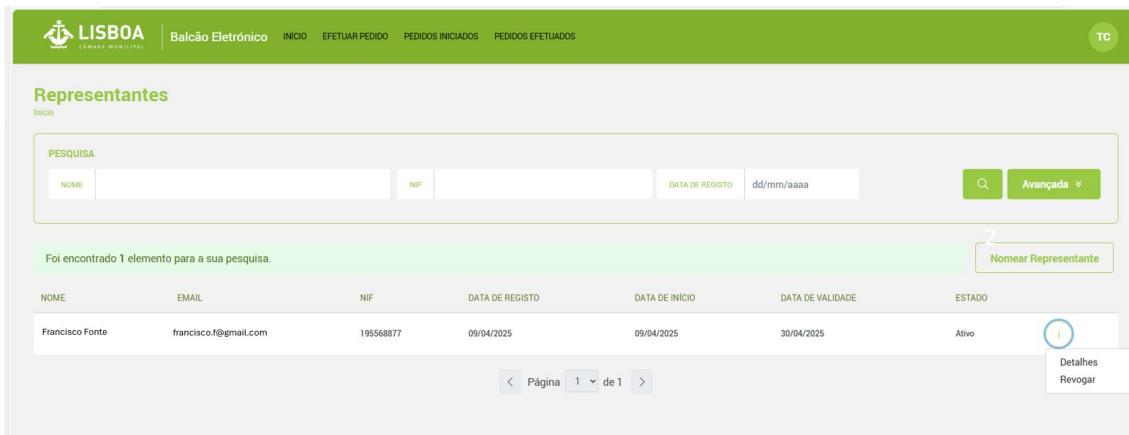 LISBOA
CÂMARA MUNICIPAL
Balcão Eletrónico INÍCIO EFETUAR PEDIDO PEDIDOS INICIADOS PEDIDOS EFETUADOS TC
Representantes
Início
PESQUISA
NOME NIF DATA DE REGISTO dd/mm/aaaa Avançada
2
Foi encontrado 1 elemento para a sua pesquisa. Nomear Representante
NOME EMAIL NIF DATA DE REGISTO DATA DE INÍCIO DATA DE VALIDADE ESTADO
Francisco Fonte francisco.f@gmail.com 195568877 09/04/2025 09/04/2025 30/04/2025 Ativo
Detalhes
Revogar
Página 1 de 1